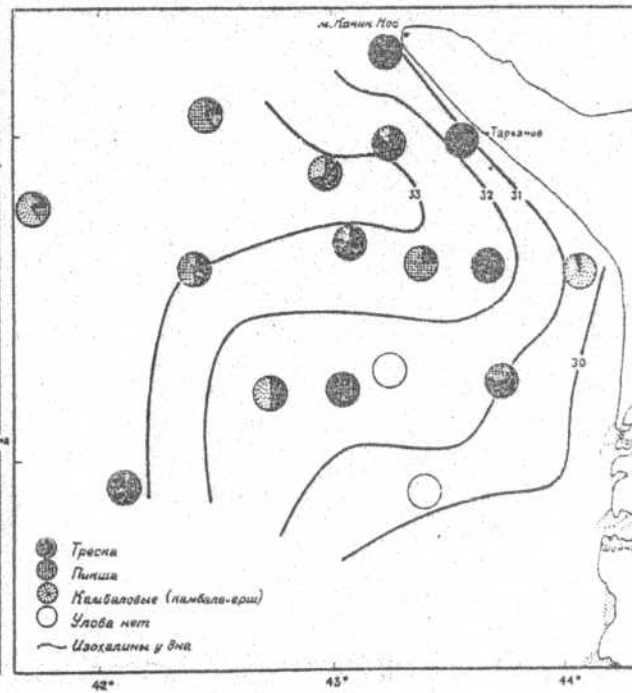 м. Канин Нос
Тарханов
33
32
31
30
Шойна
Треска
Пикша
Камбаловые (камбала-ерш)
Улова нет
Изохалины у дна
42°
43°
44°